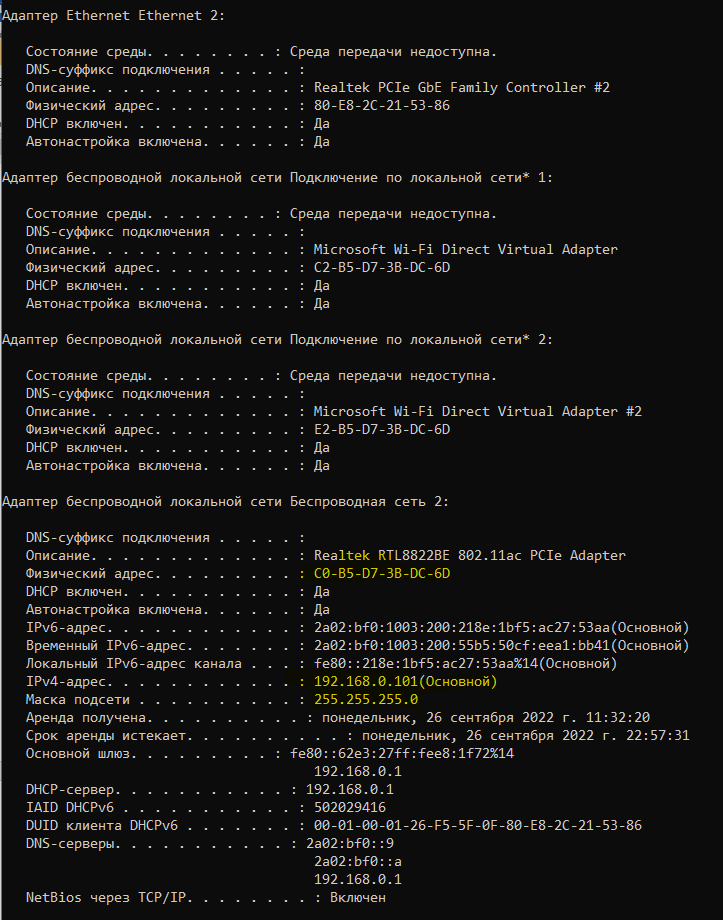 Адаптер Ethernet Ethernet 2:
Состояние среды. . . . . . . . : Среда передачи недоступна.
DNS-суффикс подключения . . . . . :
Описание. . . . . . . . . . . . . : Realtek PCIe GbE Family Controller #2
Физический адрес. . . . . . . . . : 80-E8-2C-21-53-86
DHCP включен. . . . . . . . . . . : Да
Автонастройка включена. . . . . . : Да
Адаптер беспроводной локальной сети Подключение по локальной сети* 1:
Состояние среды. . . . . . . . : Среда передачи недоступна.
DNS-суффикс подключения . . . . . :
Описание. . . . . . . . . . . . . : Microsoft Wi-Fi Direct Virtual Adapter
Физический адрес. . . . . . . . . : C2-B5-D7-3B-DC-6D
DHCP включен. . . . . . . . . . . : Да
Автонастройка включена. . . . . . : Да
Адаптер беспроводной локальной сети Подключение по локальной сети* 2:
Состояние среды. . . . . . . . : Среда передачи недоступна.
DNS-суффикс подключения . . . . . :
Описание. . . . . . . . . . . . . : Microsoft Wi-Fi Direct Virtual Adapter #2
Физический адрес. . . . . . . . . : E2-B5-D7-3B-DC-6D
DHCP включен. . . . . . . . . . . : Да
Автонастройка включена. . . . . . : Да
Адаптер беспроводной локальной сети Беспроводная сеть 2:
DNS-суффикс подключения . . . . . :
Описание. . . . . . . . . . . . . : Realtek RTL8822BE 802.11ac PCIe Adapter
Физический адрес. . . . . . . . . : C0-B5-D7-3B-DC-6D
DHCP включен. . . . . . . . . . . : Да
Автонастройка включена. . . . . . : Да
IPv6-адрес. . . . . . . . . . . . : 2a02:bf0:1003:200:218e:1bf5:ac27:53aa(Основной)
Временный IPv6-адрес. . . . . . . : 2a02:bf0:1003:200:55b5:50cf:eea1:bb41(Основной)
Локальный IPv6-адрес канала . . . : fe80::218e:1bf5:ac27:53aa%14(Основной)
IPv4-адрес. . . . . . . . . . . . : 192.168.0.101(Основной)
Маска подсети . . . . . . . . . . : 255.255.255.0
Аренда получена. . . . . . . . . . : понедельник, 26 сентября 2022 г. 11:32:20
Срок аренды истекает. . . . . . . . . . : понедельник, 26 сентября 2022 г. 22:57:31
Основной шлюз. . . . . . . . . : fe80::62e3:27ff:fee8:1f72%14
192.168.0.1
DHCP-сервер. . . . . . . . . . . : 192.168.0.1
IAID DHCPv6 . . . . . . . . . . . : 502029416
DUID клиента DHCPv6 . . . . . . . : 00-01-00-01-26-F5-5F-0F-80-E8-2C-21-53-86
DNS-серверы. . . . . . . . . . . : 2a02:bf0::9
2a02:bf0::a
192.168.0.1
NetBios через TCP/IP. . . . . . . . : Включен